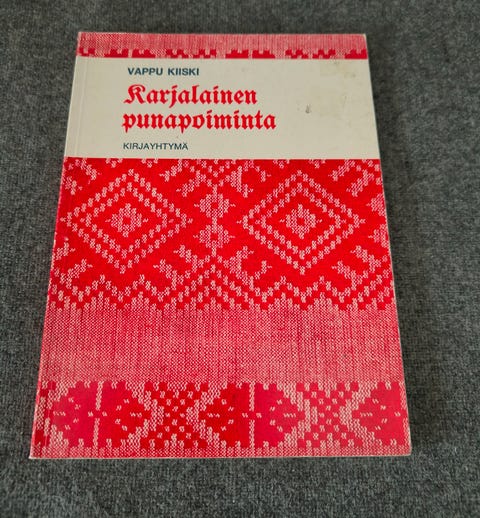 VAPPU KIISKI
Karjalainen
punapoiminta
KIRJAYHTYMÄ